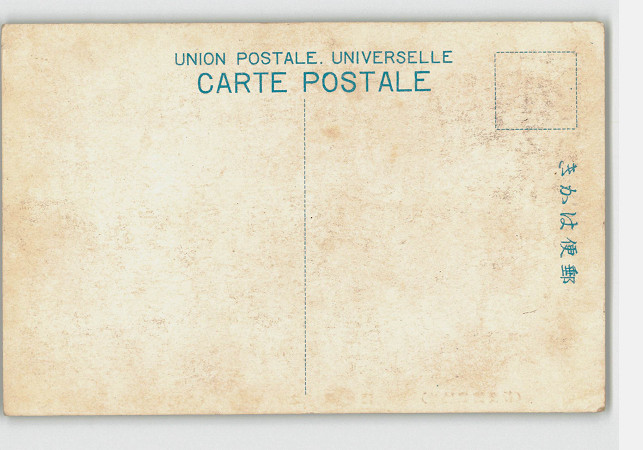 UNION POSTALE. UNIVERSELLE
CARTE POSTALE
きかは便郵